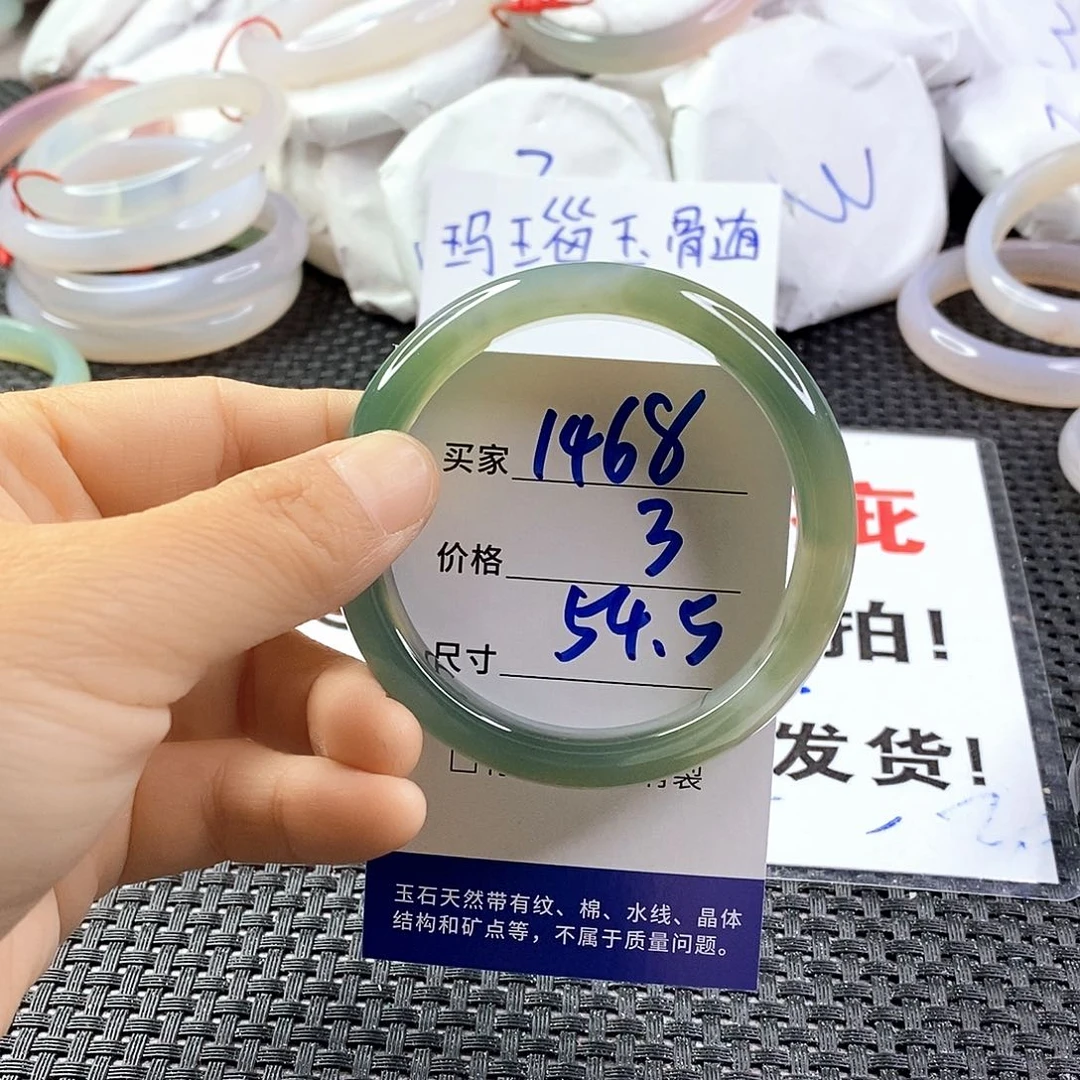 玛瑙玉骨髓
买家 1468
价格 3
尺寸 54.5
玉石天然带有纹、棉、水线、晶体
结构和矿点等，不属于质量问题。
疵
拍!
发货!